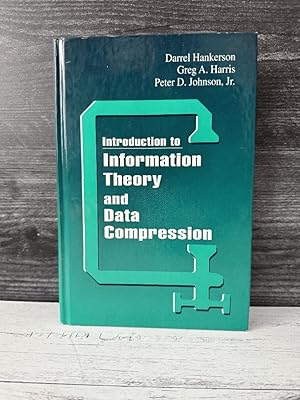 Darrel Hankerson
Greg A. Harris
Peter D. Johnson, Jr.
Introduction to
Information
Theory
and
Data
Compression